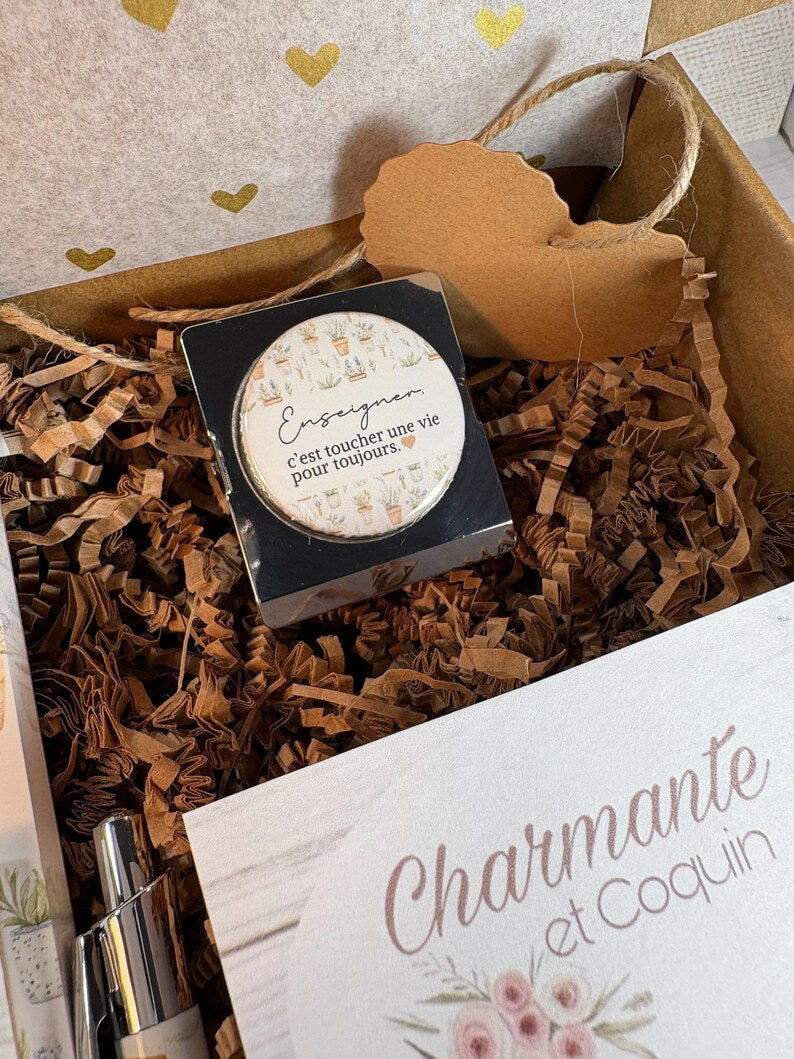 Enseigner,
c'est toucher une vie
pour toujours.
Charmante
et Coquin